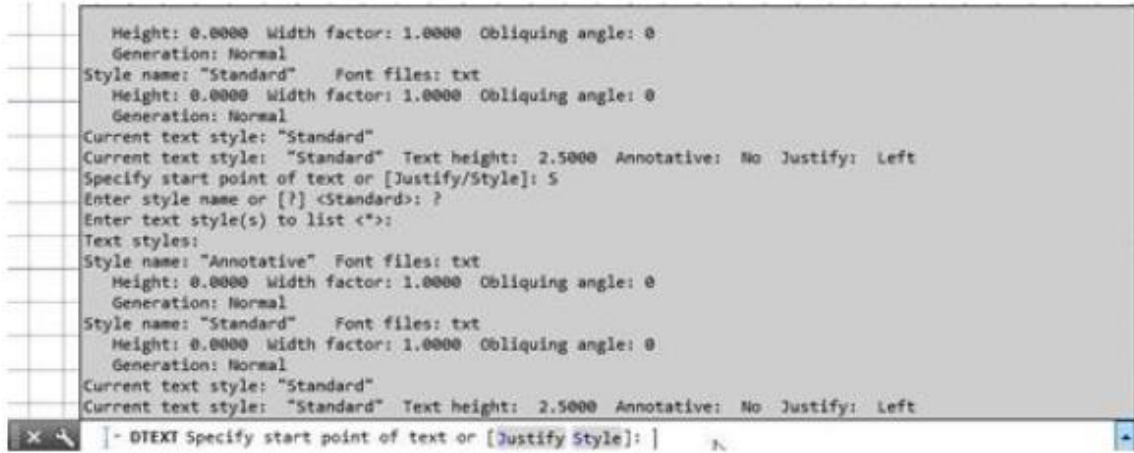 Height: 0.0000 Width factor: 1.0000 Obliquing angle: 0
Generation: Normal
Style name: "Standard" Font files: txt
Height: 0.0000 Width factor: 1.0000 Obliquing angle: 0
Generation: Normal
Current text style: "Standard"
Current text style: "Standard" Text height: 2.5000 Annotative: No Justify: Left
Specify start point of text or [Justify/Style]: S
Enter style name or [?] <Standard>: ?
Enter text style(s) to list <*>:
Text styles:
Style name: "Annotative" Font files: txt
Height: 0.0000 Width factor: 1.0000 Obliquing angle: 0
Generation: Normal
Style name: "Standard" Font files: txt
Height: 0.0000 Width factor: 1.0000 Obliquing angle: 0
Generation: Normal
Current text style: "Standard"
Current text style: "Standard" Text height: 2.5000 Annotative: No Justify: Left
- DTEXT Specify start point of text or [Justify Style]: